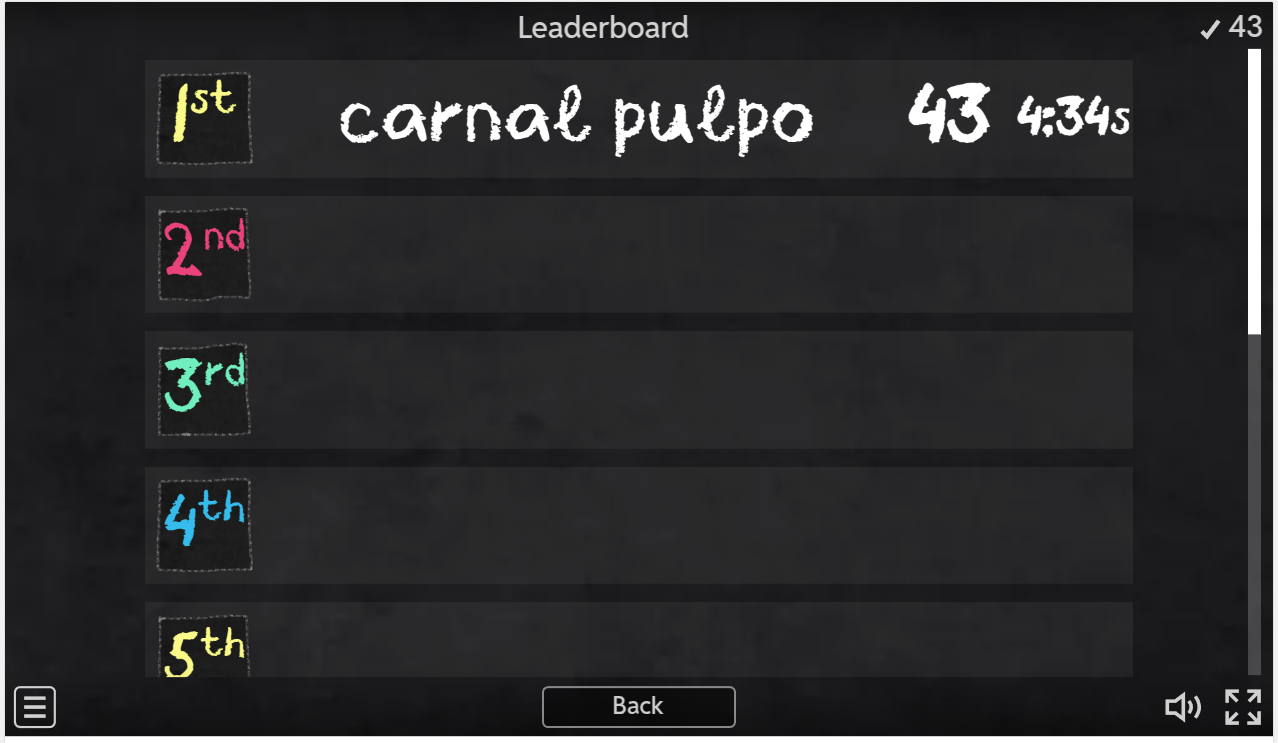 Leaderboard
✓ 43
1st carnal pulpo 43 4:34s
2nd
3rd
4th
5th
Back